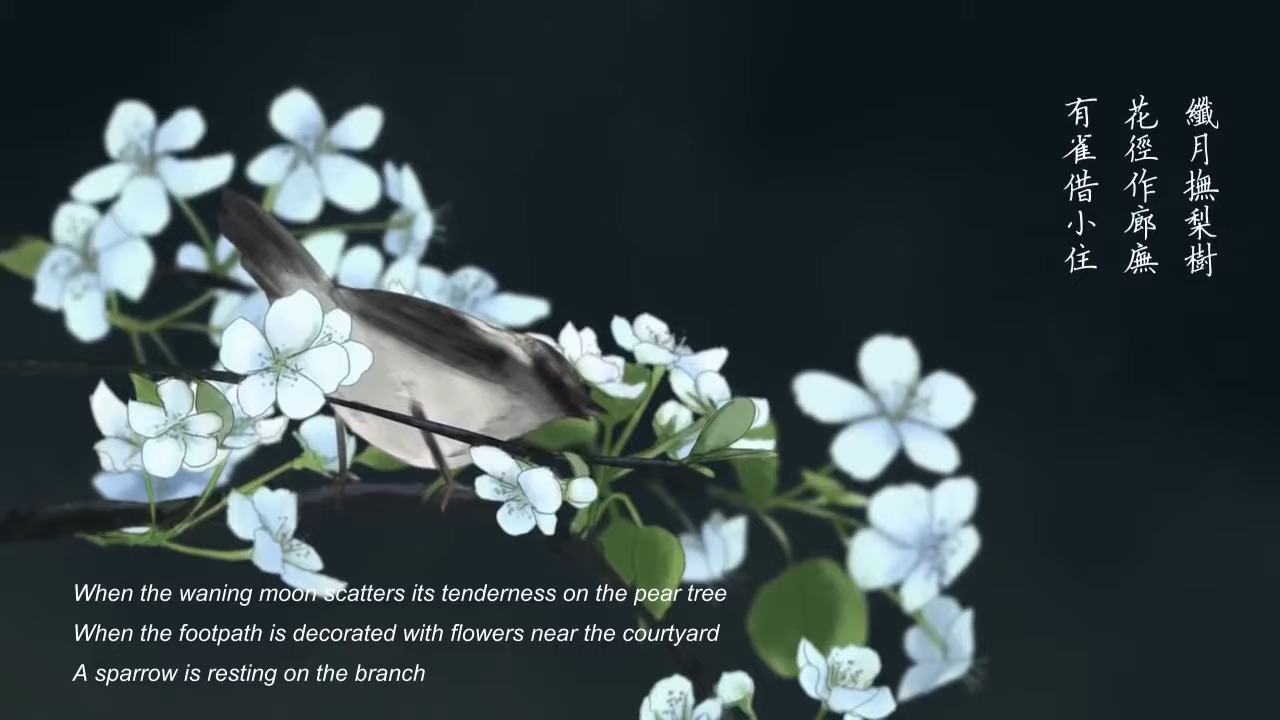 纖月撫梨樹
花徑作廊廡
有雀借小住
When the waning moon scatters its tenderness on the pear tree
When the footpath is decorated with flowers near the courtyard
A sparrow is resting on the branch